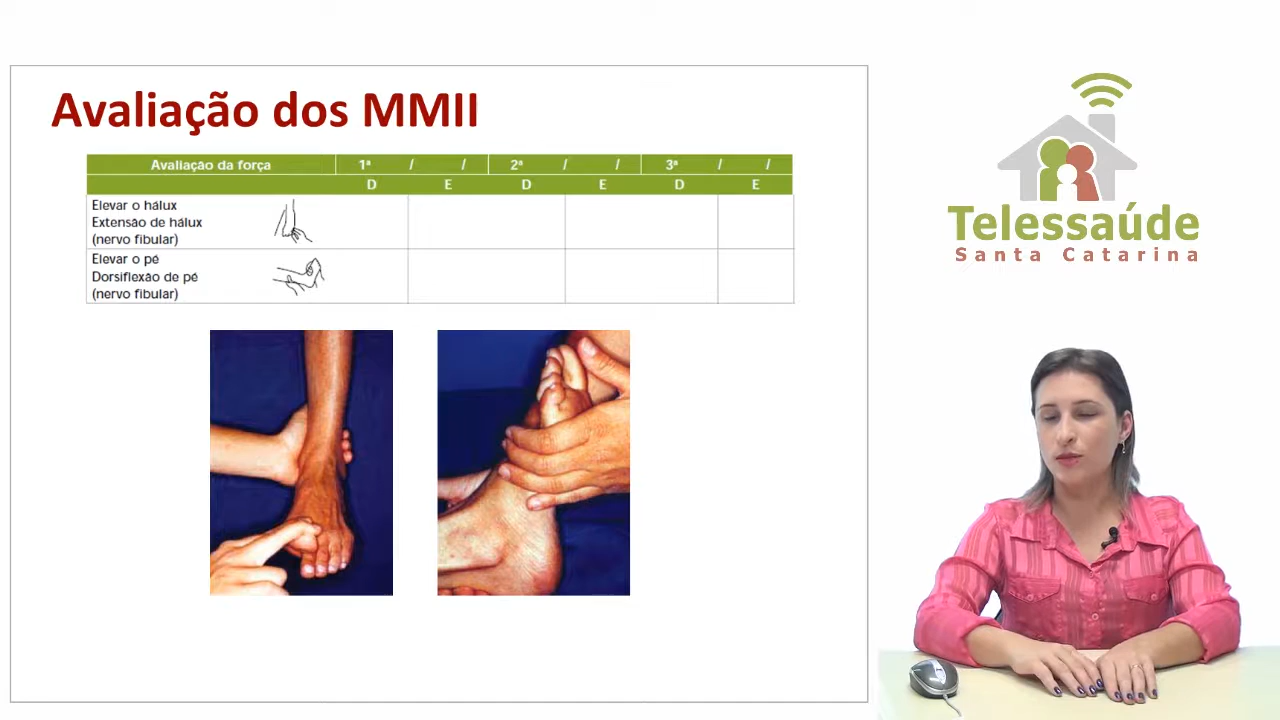 Avaliação dos MMII
Avaliação da força 1ª / / 2ª / / 3ª / /
D E D E D E
Elevar o hálux
Extensão de hálux
(nervo fibular)
Elevar o pé
Dorsiflexão de pé
(nervo fibular)
Telessaúde
Santa Catarina